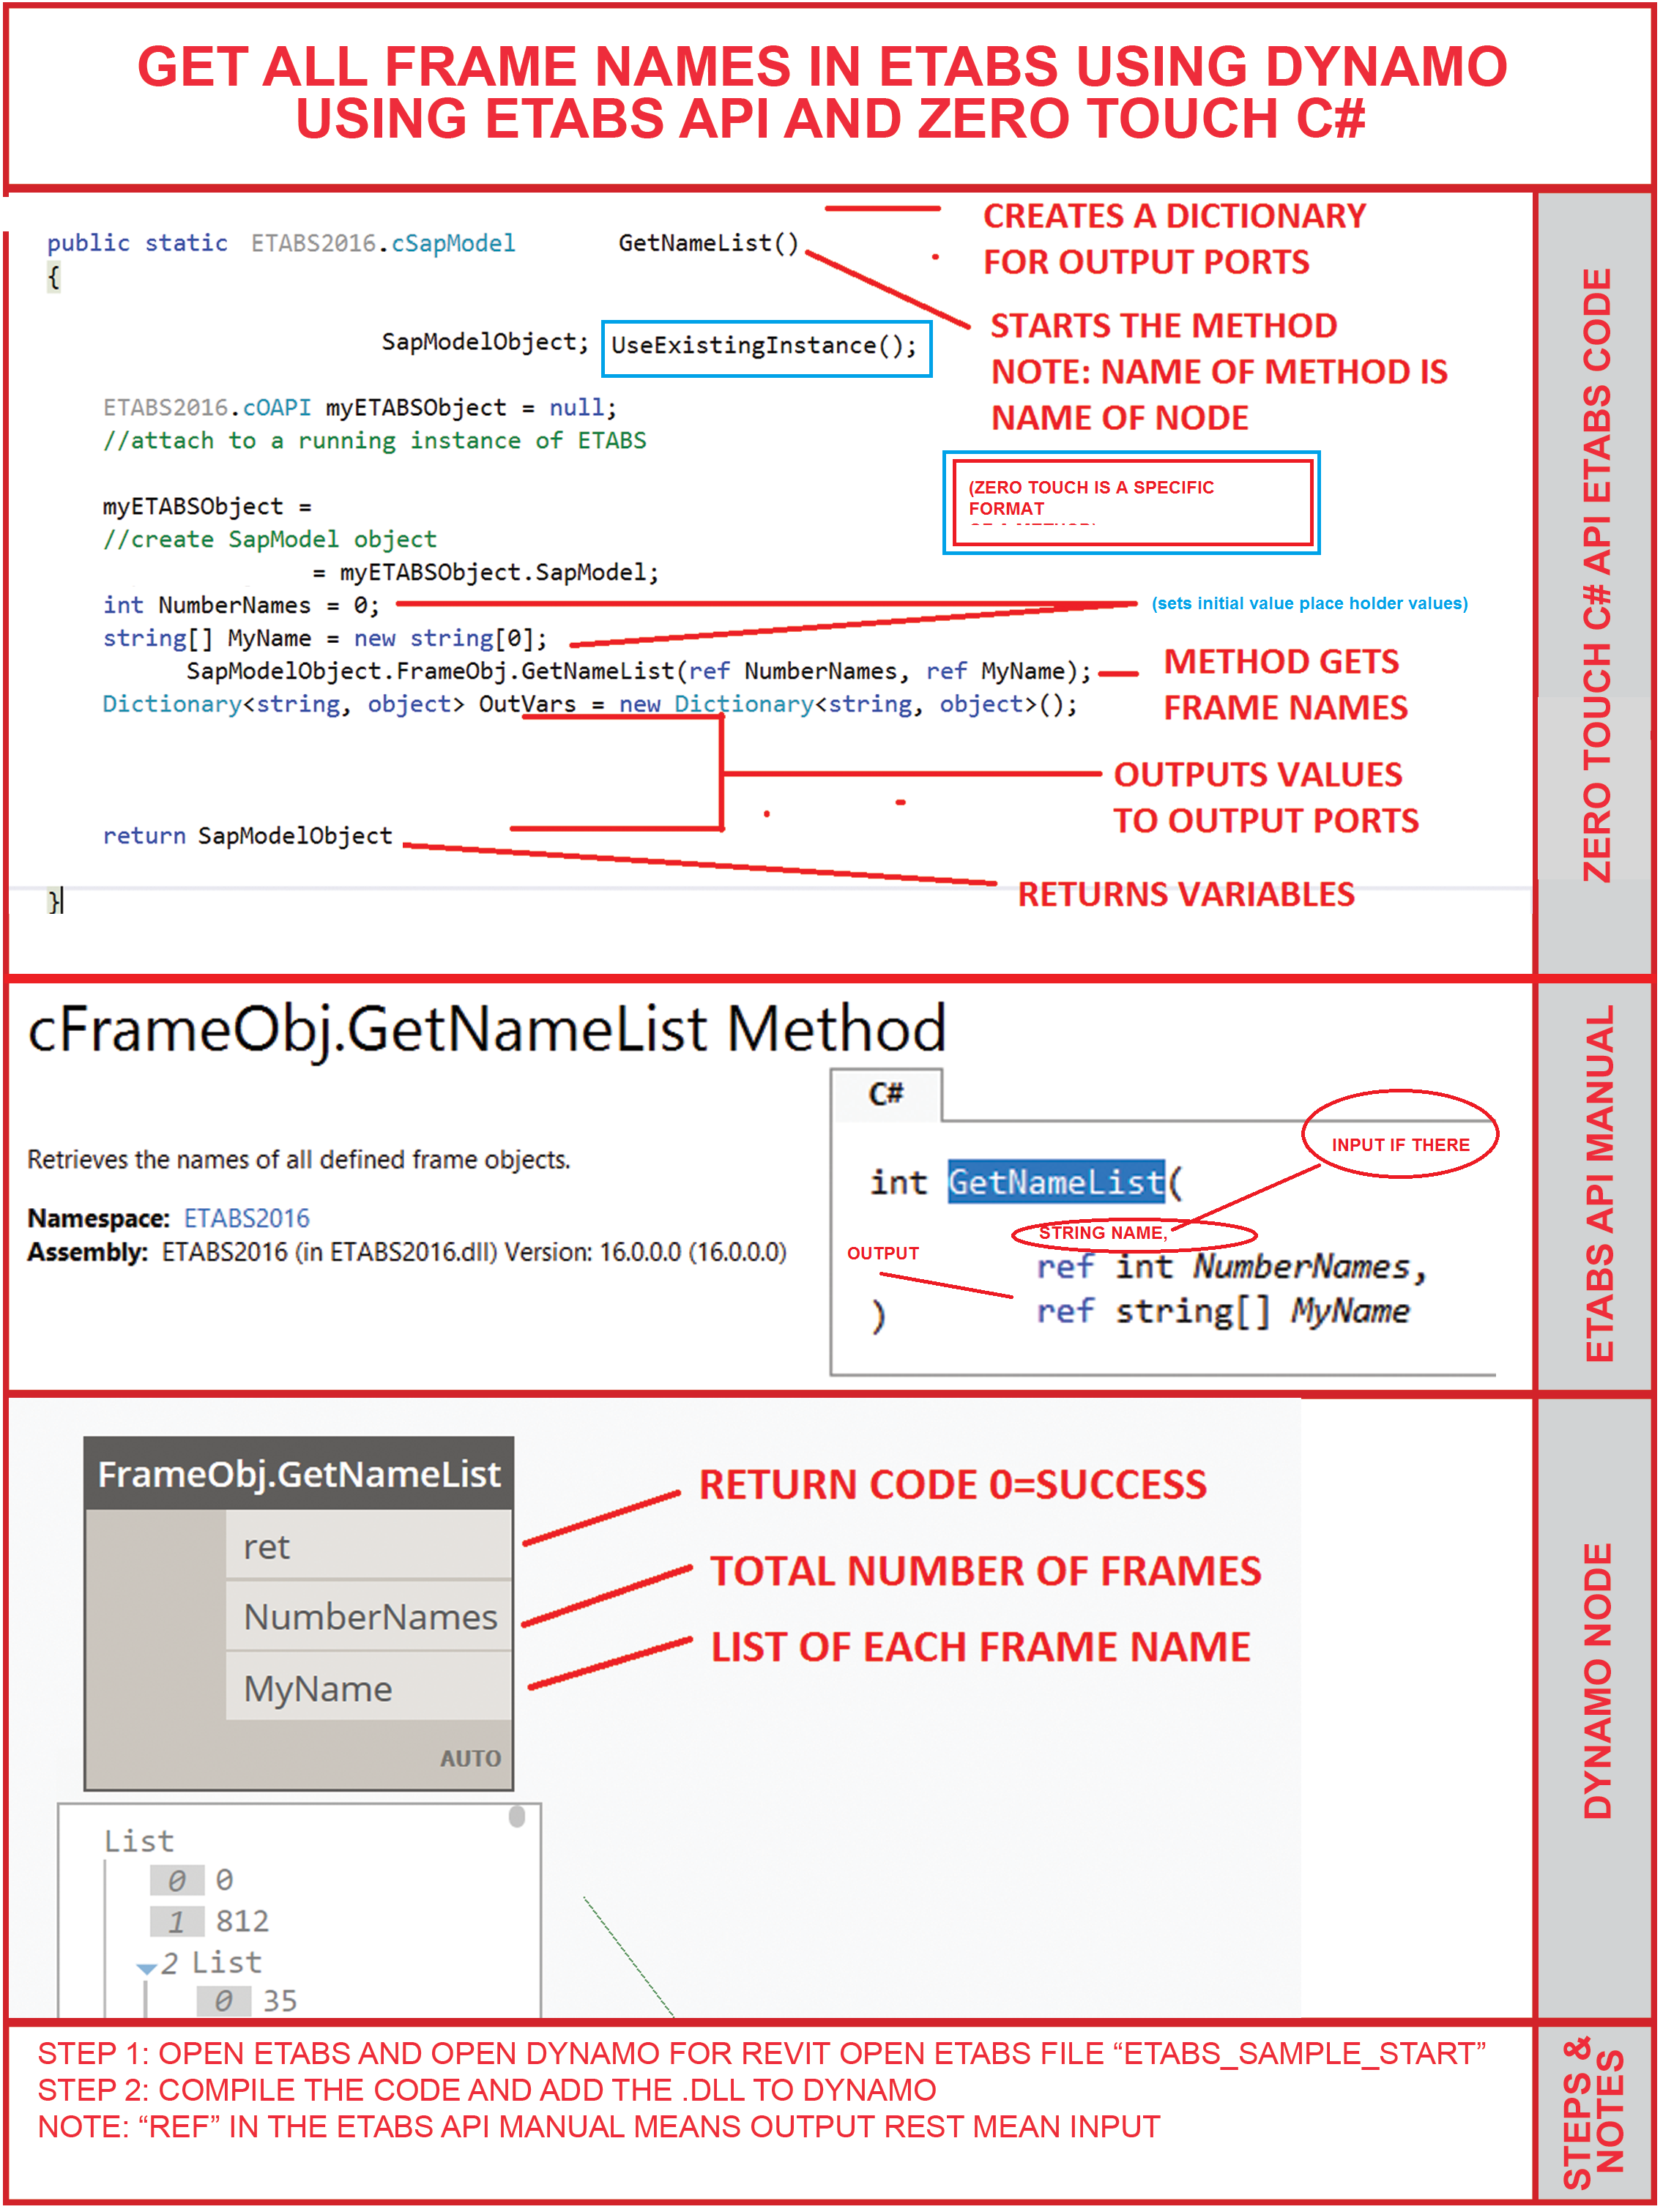 GET ALL FRAME NAMES IN ETABS USING DYNAMO
USING ETABS API AND ZERO TOUCH C#
public static ETABS2016.cSapModel GetNameList()
{
CREATES A DICTIONARY
FOR OUTPUT PORTS
SapModelObject; UseExistingInstance();
STARTS THE METHOD
NOTE: NAME OF METHOD IS
NAME OF NODE
ETABS2016.cOAPI myETABSObject = null;
//attach to a running instance of ETABS
(ZERO TOUCH IS A SPECIFIC
FORMAT
myETABSObject =
//create SapModel object
= myETABSObject.SapModel;
int NumberNames = 0;
(sets initial value place holder values)
string[] MyName = new string[0];
SapModelObject.FrameObj.GetNameList(ref NumberNames, ref MyName);
METHOD GETS
FRAME NAMES
Dictionary<string, object> OutVars = new Dictionary<string, object>();
OUTPUTS VALUES
TO OUTPUT PORTS
return SapModelObject
RETURNS VARIABLES
}
ZERO TOUCH C# API ETABS CODE
cFrameObj.GetNameList Method
Retrieves the names of all defined frame objects.
Namespace: ETABS2016
Assembly: ETABS2016 (in ETABS2016.dll) Version: 16.0.0.0 (16.0.0.0)
C#
INPUT IF THERE
int GetNameList(
STRING NAME,
OUTPUT
ref int NumberNames,
ref string[] MyName
)
ETABS API MANUAL
FrameObj.GetNameList
ret
RETURN CODE 0=SUCCESS
NumberNames
TOTAL NUMBER OF FRAMES
MyName
LIST OF EACH FRAME NAME
AUTO
List
0 0
1 812
2 List
0 35
DYNAMO NODE
STEP 1: OPEN ETABS AND OPEN DYNAMO FOR REVIT OPEN ETABS FILE “ETABS_SAMPLE_START”
STEP 2: COMPILE THE CODE AND ADD THE .DLL TO DYNAMO
NOTE: “REF” IN THE ETABS API MANUAL MEANS OUTPUT REST MEAN INPUT
STEPS &
NOTES